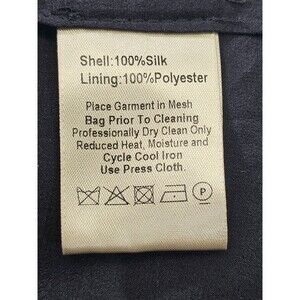 Shell:100%Silk
Lining:100%Polyester
Place Garment in Mesh
Bag Prior To Cleaning
Professionally Dry Clean Only
Reduced Heat, Moisture and
Cycle Cool Iron
Use Press Cloth.
P